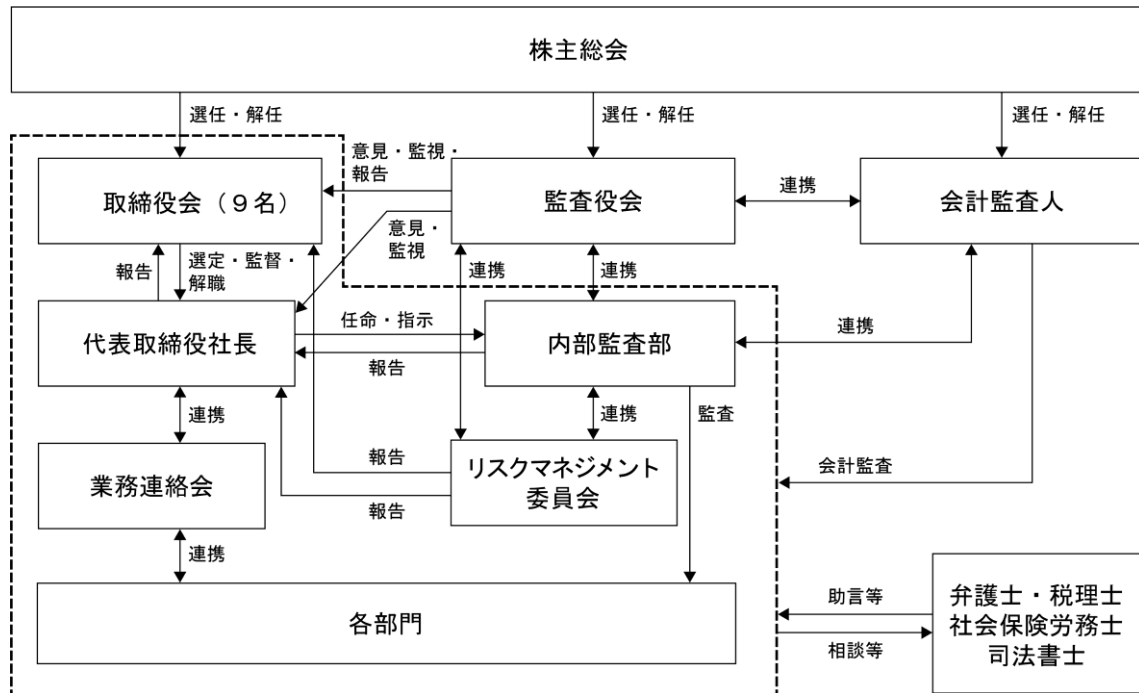 株主総会
選任・解任
選任・解任
選任・解任
取締役会（９名）
意見・監視・
報告
監査役会
連携
会計監査人
報告
選定・監督・
解職
意見・
監視
連携
連携
代表取締役社長
任命・指示
報告
内部監査部
連携
連携
連携
監査
業務連絡会
報告
報告
リスクマネジメント
委員会
会計監査
連携
各部門
助言等
相談等
弁護士・税理士
社会保険労務士
司法書士